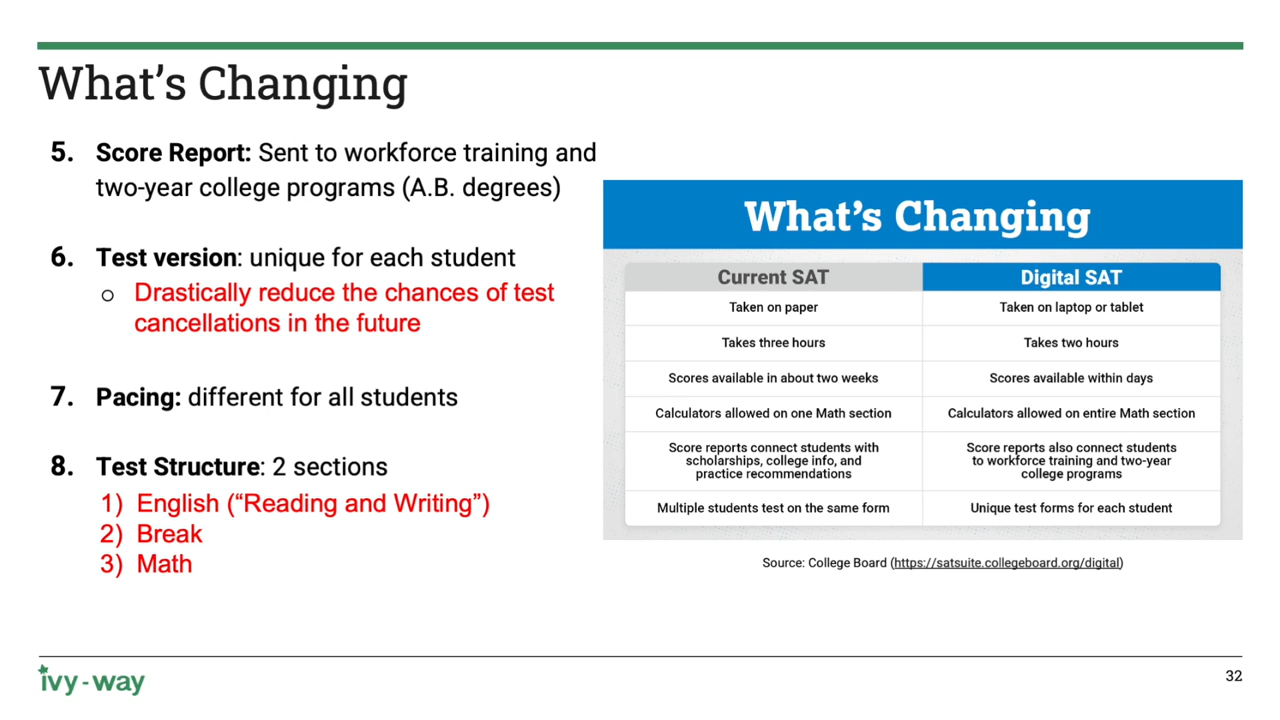 What's Changing
5. Score Report: Sent to workforce training and
two-year college programs (A.B. degrees)
6. Test version: unique for each student
○ Drastically reduce the chances of test
cancellations in the future
7. Pacing: different for all students
8. Test Structure: 2 sections
1) English (“Reading and Writing”)
2) Break
3) Math
What's Changing
Current SAT Digital SAT
Taken on paper Taken on laptop or tablet
Takes three hours Takes two hours
Scores available in about two weeks Scores available within days
Calculators allowed on one Math section Calculators allowed on entire Math section
Score reports connect students with Score reports also connect students
scholarships, college info, and to workforce training and two-year
practice recommendations college programs
Multiple students test on the same form Unique test forms for each student
Source: College Board (https://satsuite.collegeboard.org/digital)
ivy-way
32